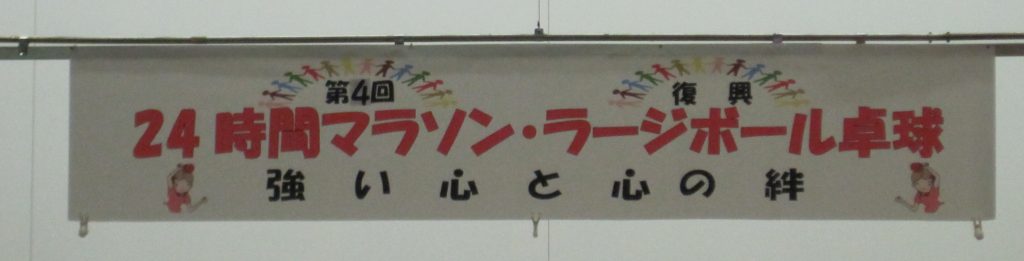 第4回 復興
24時間マラソン・ラージボール卓球
強い心と心の絆